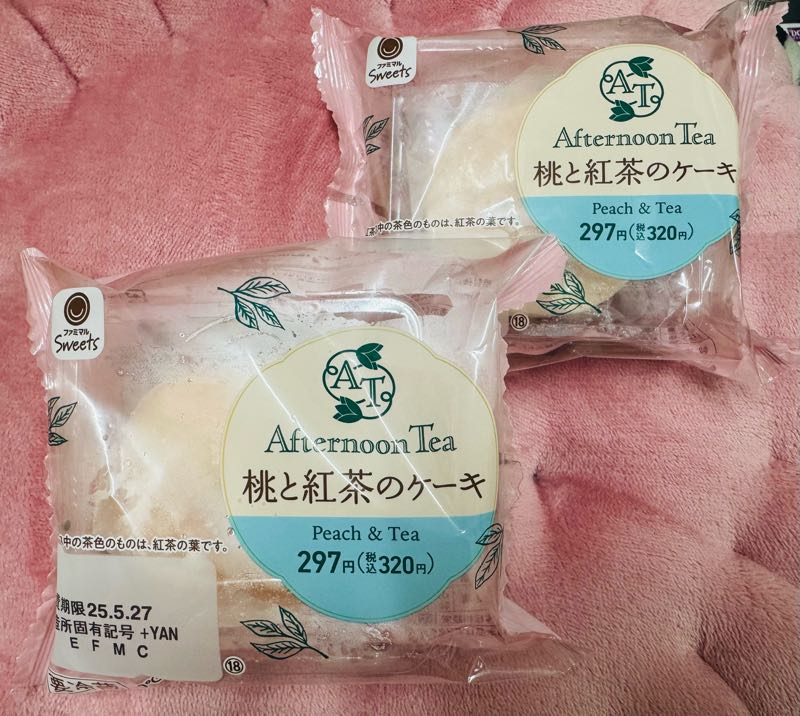 ファミマル
Sweets
AT
Afternoon Tea
桃と紅茶のケーキ
Peach & Tea
297円(税込320円)
中の茶色のものは、紅茶の葉です。
18
ファミマル
Sweets
AT
Afternoon Tea
桃と紅茶のケーキ
Peach & Tea
297円(税込320円)
中の茶色のものは、紅茶の葉です。
期限25.5.27
所固有記号 +YAN
E F M C
18